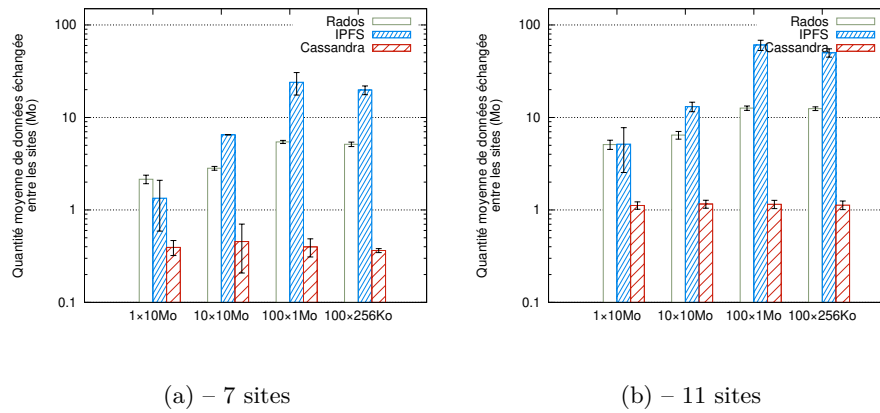 Quantité moyenne de données échangée
entre les sites (Mo)
100
10
1
0.1
Rados
IPFS
Cassandra
1×10Mo 10×10Mo 100×1Mo 100×256Ko
(a) – 7 sites
Quantité moyenne de données échangée
entre les sites (Mo)
100
10
1
0.1
Rados
IPFS
Cassandra
1×10Mo 10×10Mo 100×1Mo 100×256Ko
(b) – 11 sites